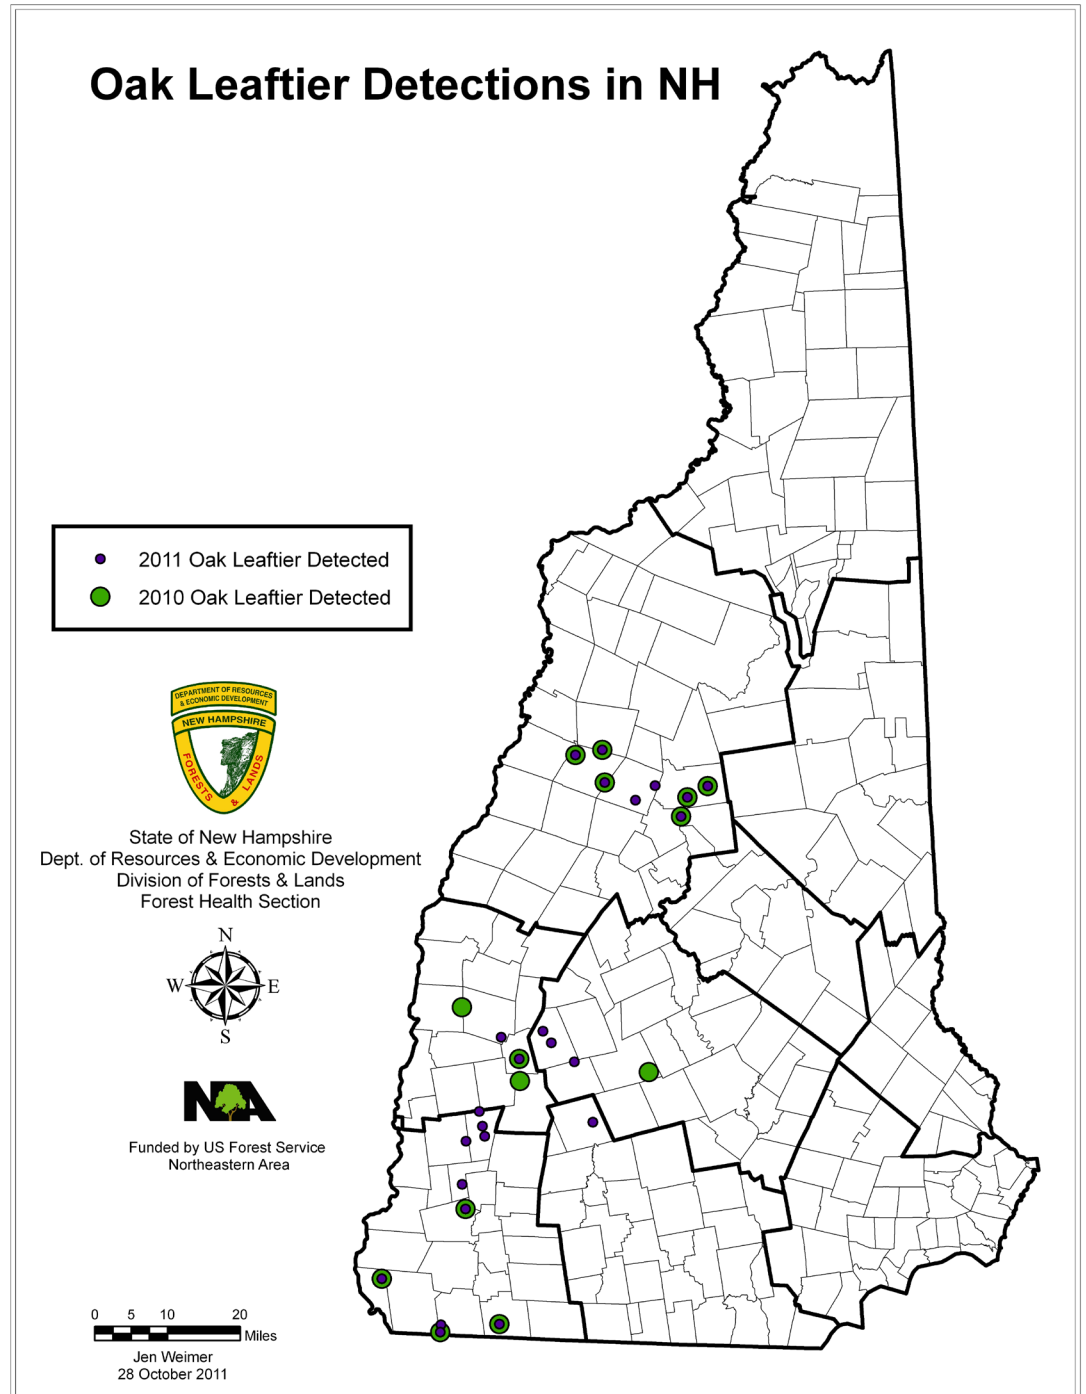 Oak Leaftier Detections in NH
2011 Oak Leaftier Detected
2010 Oak Leaftier Detected
DEPARTMENT OF RESOURCES
& ECONOMIC DEVELOPMENT
NEW HAMPSHIRE
FORESTS & LANDS
State of New Hampshire
Dept. of Resources & Economic Development
Division of Forests & Lands
Forest Health Section
N
W E
S
NA
Funded by US Forest Service
Northeastern Area
0 5 10 20
Miles
Jen Weimer
28 October 2011